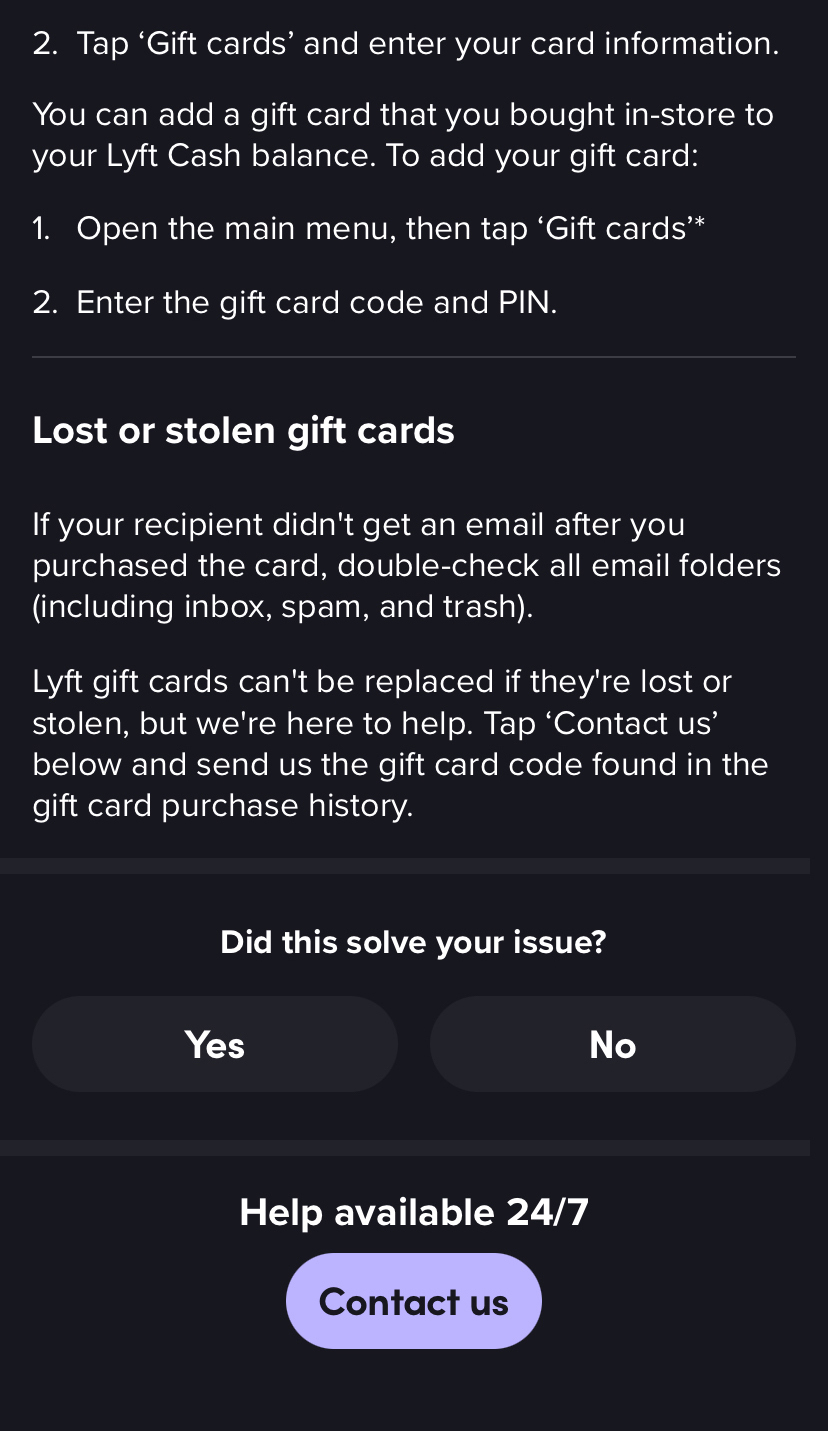 2. Tap ‘Gift cards’ and enter your card information.
You can add a gift card that you bought in-store to
your Lyft Cash balance. To add your gift card:
1. Open the main menu, then tap ‘Gift cards’*
2. Enter the gift card code and PIN.
Lost or stolen gift cards
If your recipient didn't get an email after you
purchased the card, double-check all email folders
(including inbox, spam, and trash).
Lyft gift cards can't be replaced if they're lost or
stolen, but we're here to help. Tap ‘Contact us’
below and send us the gift card code found in the
gift card purchase history.
Did this solve your issue?
Yes
No
Help available 24/7
Contact us